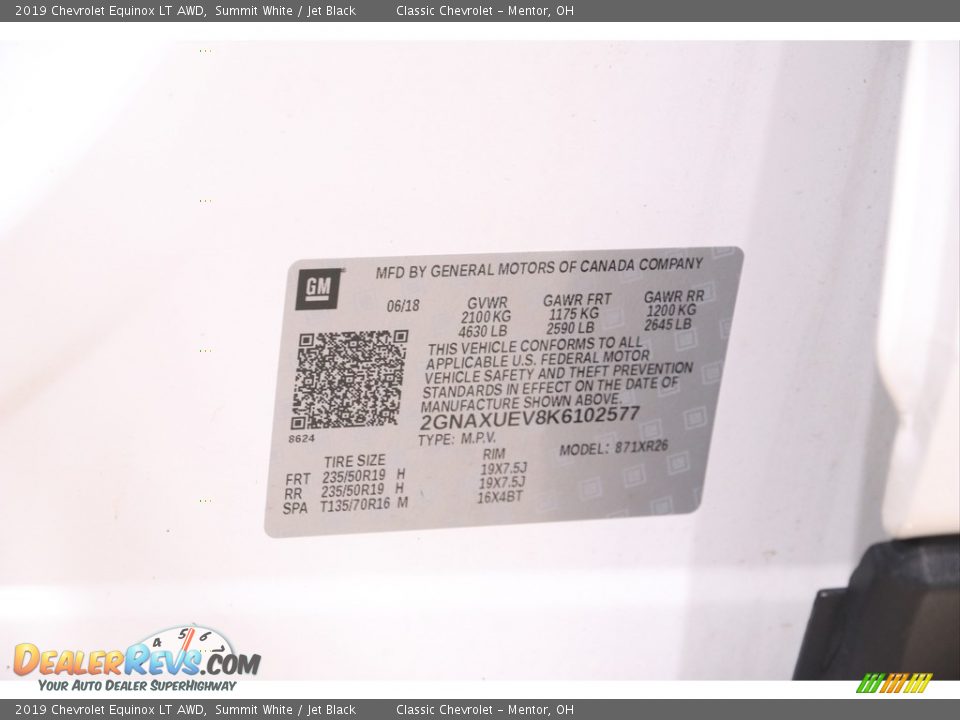 2019 Chevrolet Equinox LT AWD, Summit White / Jet Black Classic Chevrolet – Mentor, OH
GM
MFD BY GENERAL MOTORS OF CANADA COMPANY
06/18 GVWR GAWR FRT GAWR RR
2100 KG 1175 KG 1200 KG
4630 LB 2590 LB 2645 LB
THIS VEHICLE CONFORMS TO ALL
APPLICABLE U.S. FEDERAL MOTOR
VEHICLE SAFETY AND THEFT PREVENTION
STANDARDS IN EFFECT ON THE DATE OF
MANUFACTURE SHOWN ABOVE.
2GNAXUEV8K6102577
8624
TYPE: M.P.V. MODEL: 871XR26
TIRE SIZE RIM
FRT 235/50R19 H 19X7.5J
RR 235/50R19 H 19X7.5J
SPA T135/70R16 M 16X4BT
4 5 6 7
DEALERREVS.COM
YOUR AUTO DEALER SUPERHIGHWAY
2019 Chevrolet Equinox LT AWD, Summit White / Jet Black Classic Chevrolet – Mentor, OH